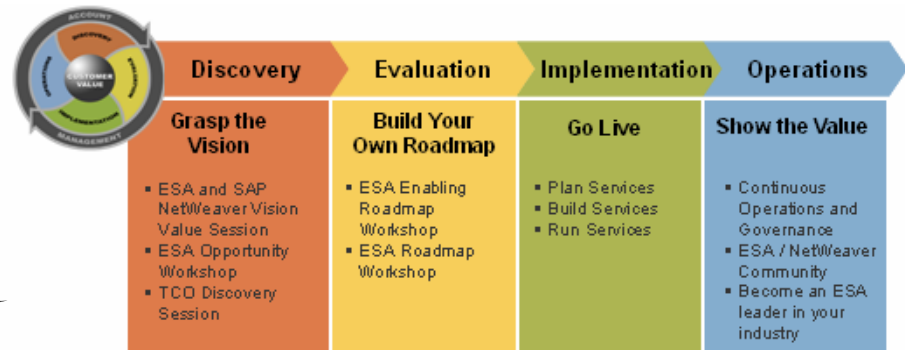 ACCOUNT
DISCOVERY
EVALUATION
IMPLEMENTATION
OPERATIONS
CUSTOMER
VALUE
MANAGEMENT
Discovery
Evaluation
Implementation
Operations
Grasp the
Vision
▪ ESA and SAP
NetWeaver Vision
Value Session
▪ ESA Opportunity
Workshop
▪ TCO Discovery
Session
Build Your
Own Roadmap
▪ ESA Enabling
Roadmap
Workshop
▪ ESA Roadmap
Workshop
Go Live
▪ Plan Services
▪ Build Services
▪ Run Services
Show the Value
▪ Continuous
Operations and
Governance
▪ ESA / NetWeaver
Community
▪ Become an ESA
leader in your
industry